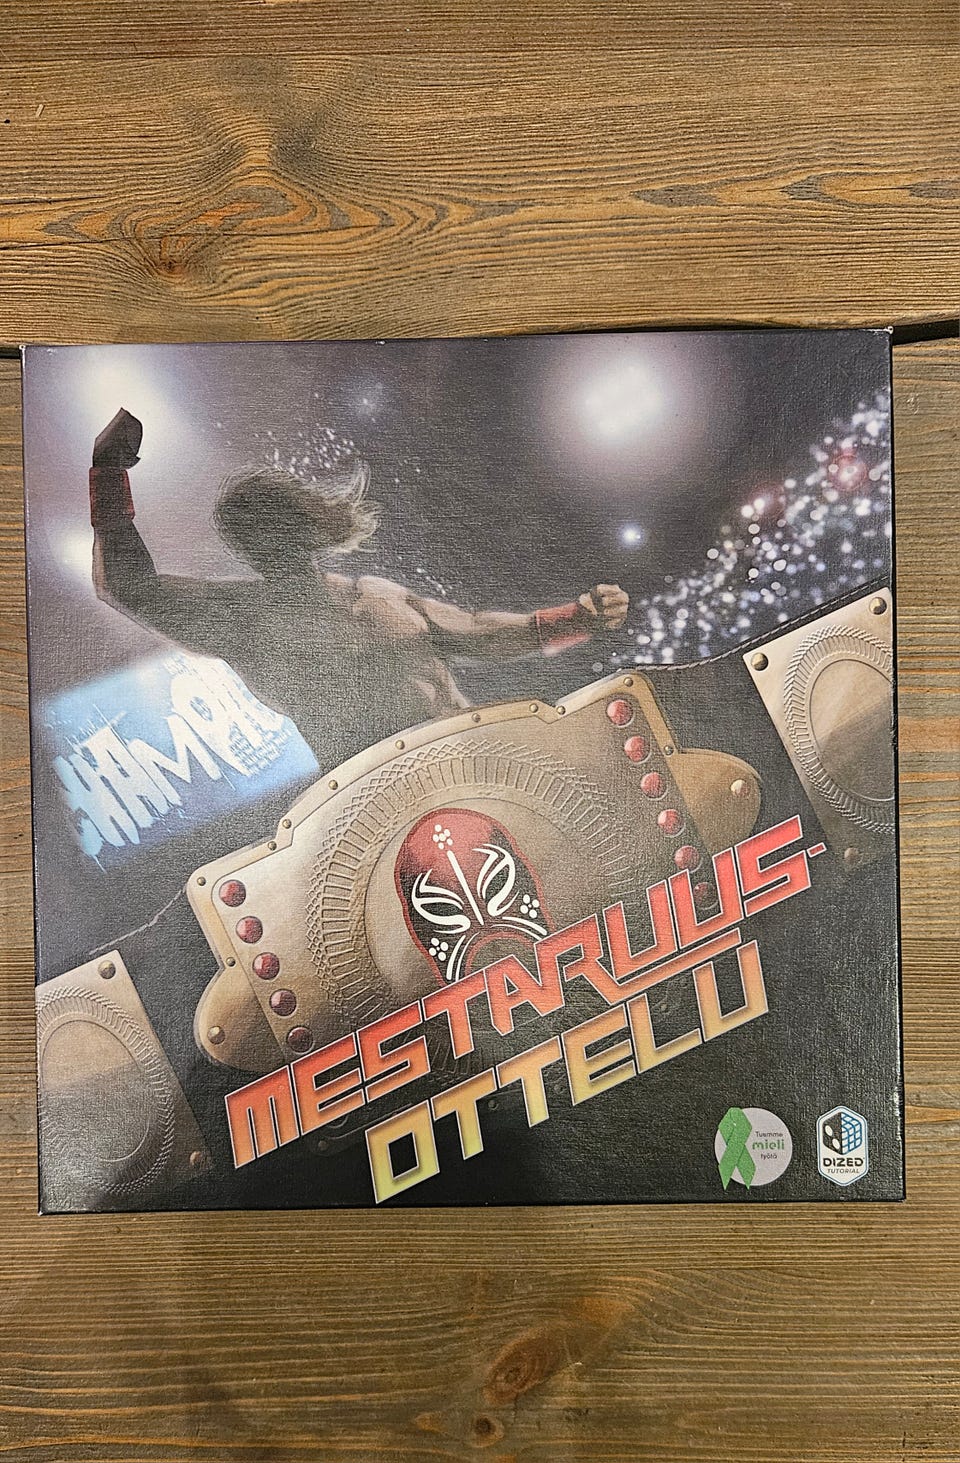 MESTARUUS-
OTTELU
Tuemme
mieli
työtä
DIZED
TUTORIAL